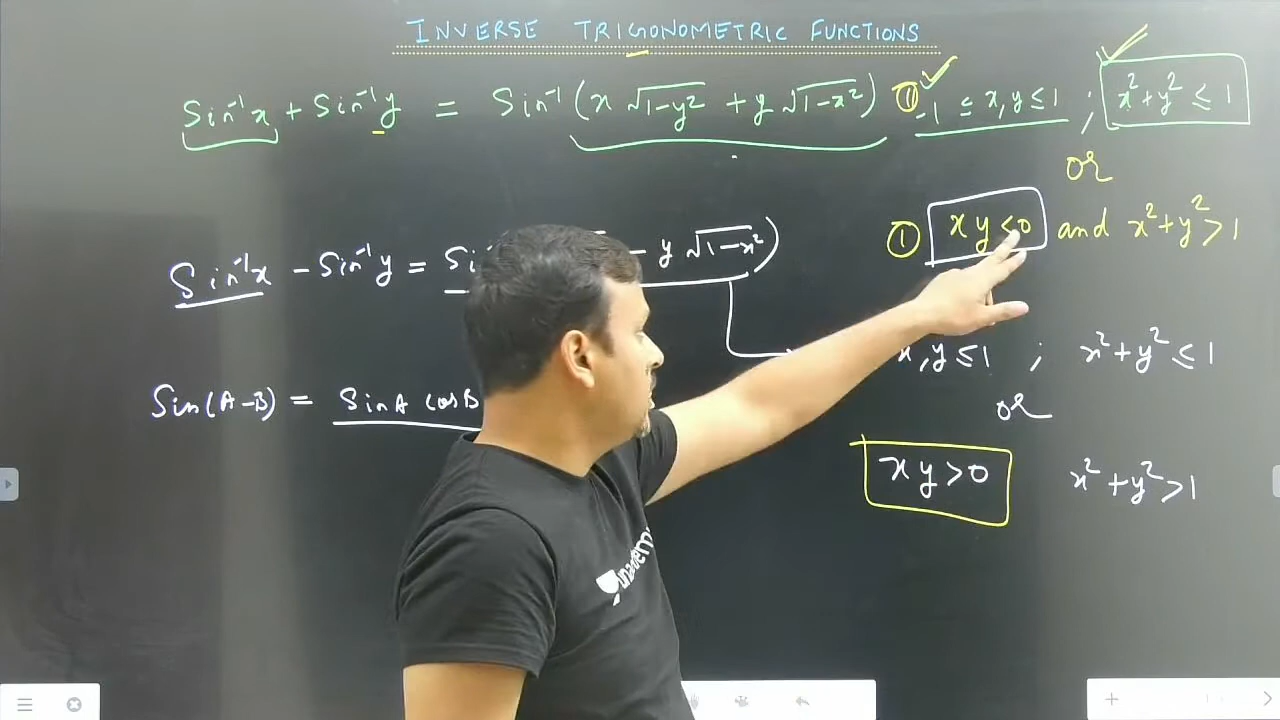 INVERSE TRIGONOMETRIC FUNCTIONS
Sin⁻¹x + Sin⁻¹y = Sin⁻¹(x √1-y² + y √1-x²) ① -1 ≤ x, y ≤ 1 ; x² + y² ≤ 1
or
① xy < 0 and x² + y² > 1
Sin⁻¹x - Sin⁻¹y = - y √1-x²)
x, y ≤ 1 ; x² + y² ≤ 1
or
Sin(A-B) = SinA cosB
xy > 0 x² + y² > 1